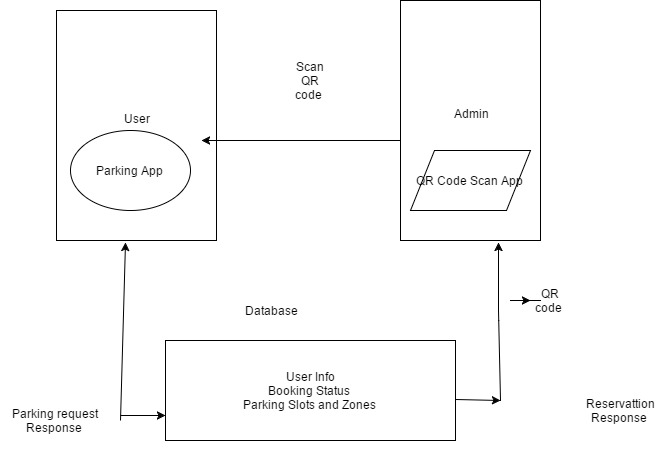 Scan
QR
code
User
Admin
Parking App
QR Code Scan App
QR
code
Database
User Info
Booking Status
Parking Slots and Zones
Parking request
Response
Reservattion
Response